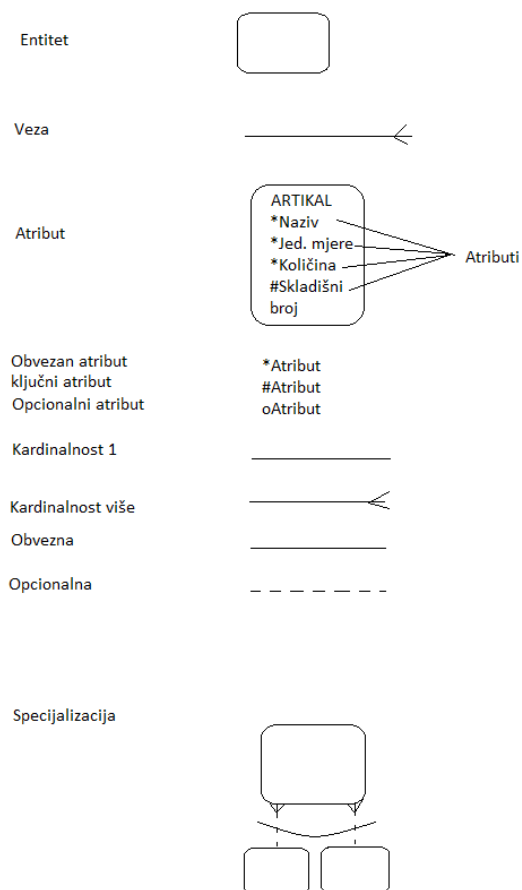 Entitet
Veza
Atribut
ARTIKAL
*Naziv
*Jed. mjere
*Količina
#Skladišni
broj
Atributi
Obvezan atribut
ključni atribut
Opcionalni atribut
*Atribut
#Atribut
oAtribut
Kardinalnost 1
Kardinalnost više
Obvezna
Opcionalna
Specijalizacija